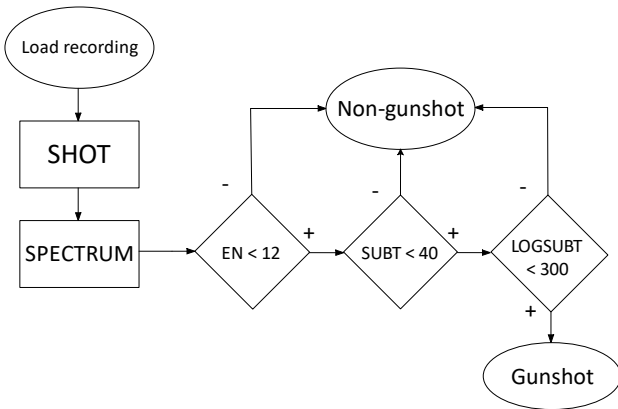 Load recording
SHOT
SPECTRUM
Non-gunshot
-
-
-
+
+
EN < 12
SUBT < 40
LOGSUBT
< 300
+
Gunshot